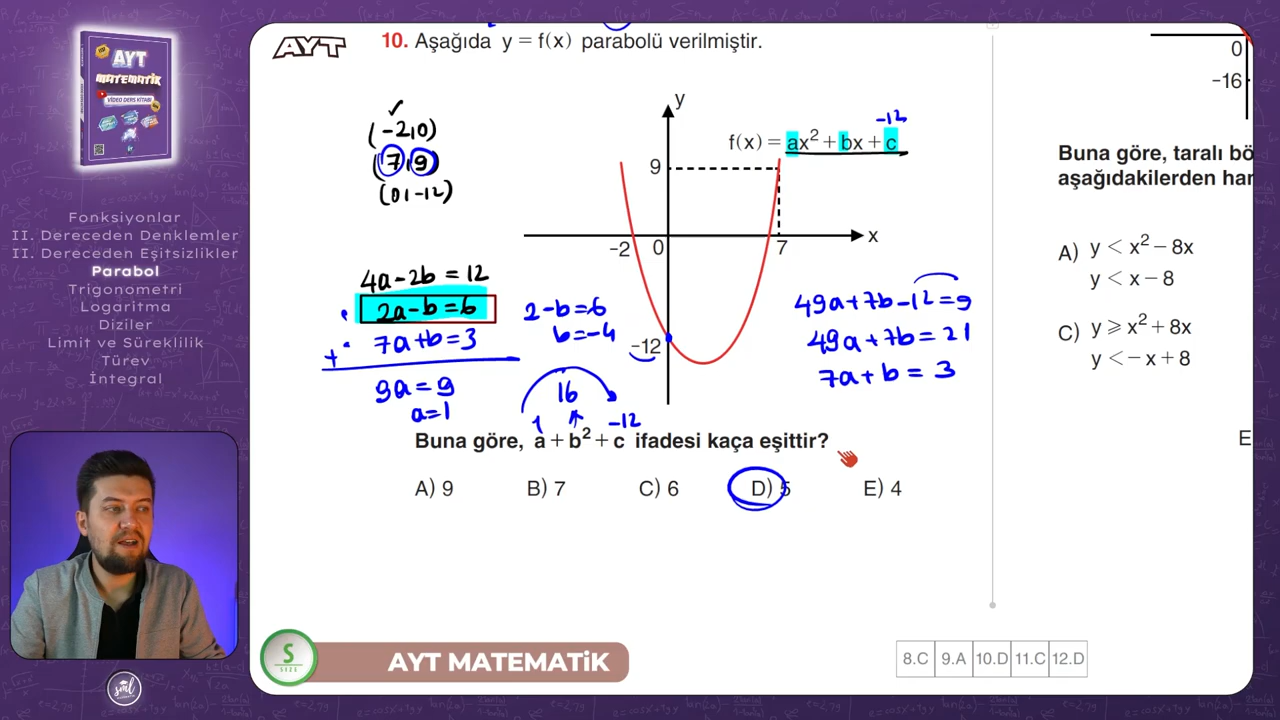 AYT
MATEMATİK
VİDEO DERS KİTABI
Fonksiyonlar
II. Dereceden Denklemler
II. Dereceden Eşitsizlikler
Parabol
Trigonometri
Logaritma
Diziler
Limit ve Süreklilik
Türev
İntegral
sml
AYT
10. Aşağıda y = f(x) parabolü verilmiştir.
(-2,0)
(7,9)
(0,-12)
y
-12
f(x) = ax² + bx + c
9
-2
0
7
x
-12
4a-2b = 12
2a-b = 6
+ 7a+b = 3
9a = 9
a=1
2-b=6
b=-4
49a+7b-12=9
49a+7b=21
7a+b = 3
1
16
-12
Buna göre, a + b² + c ifadesi kaça eşittir?
A) 9
B) 7
C) 6
D) 5
E) 4
0
-16
Buna göre, taralı bö
aşağıdakilerden har
A) y < x² – 8x
y < x – 8
C) y ⩾ x² + 8x
y < – x + 8
E
S
AYT MATEMATİK
8.C 9.A 10.D 11.C 12.D